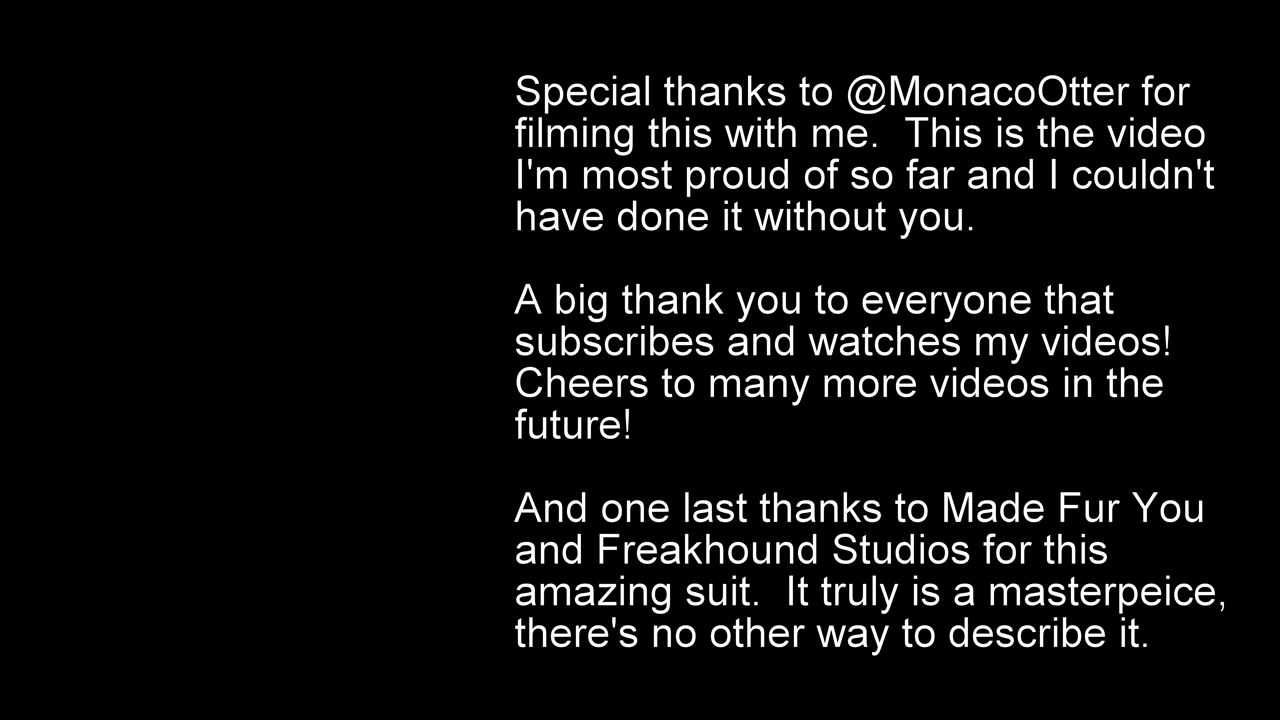 Special thanks to @MonacoOtter for
filming this with me.  This is the video
I'm most proud of so far and I couldn't
have done it without you.
A big thank you to everyone that
subscribes and watches my videos!
Cheers to many more videos in the
future!
And one last thanks to Made Fur You
and Freakhound Studios for this
amazing suit.  It truly is a masterpeice,
there's no other way to describe it.